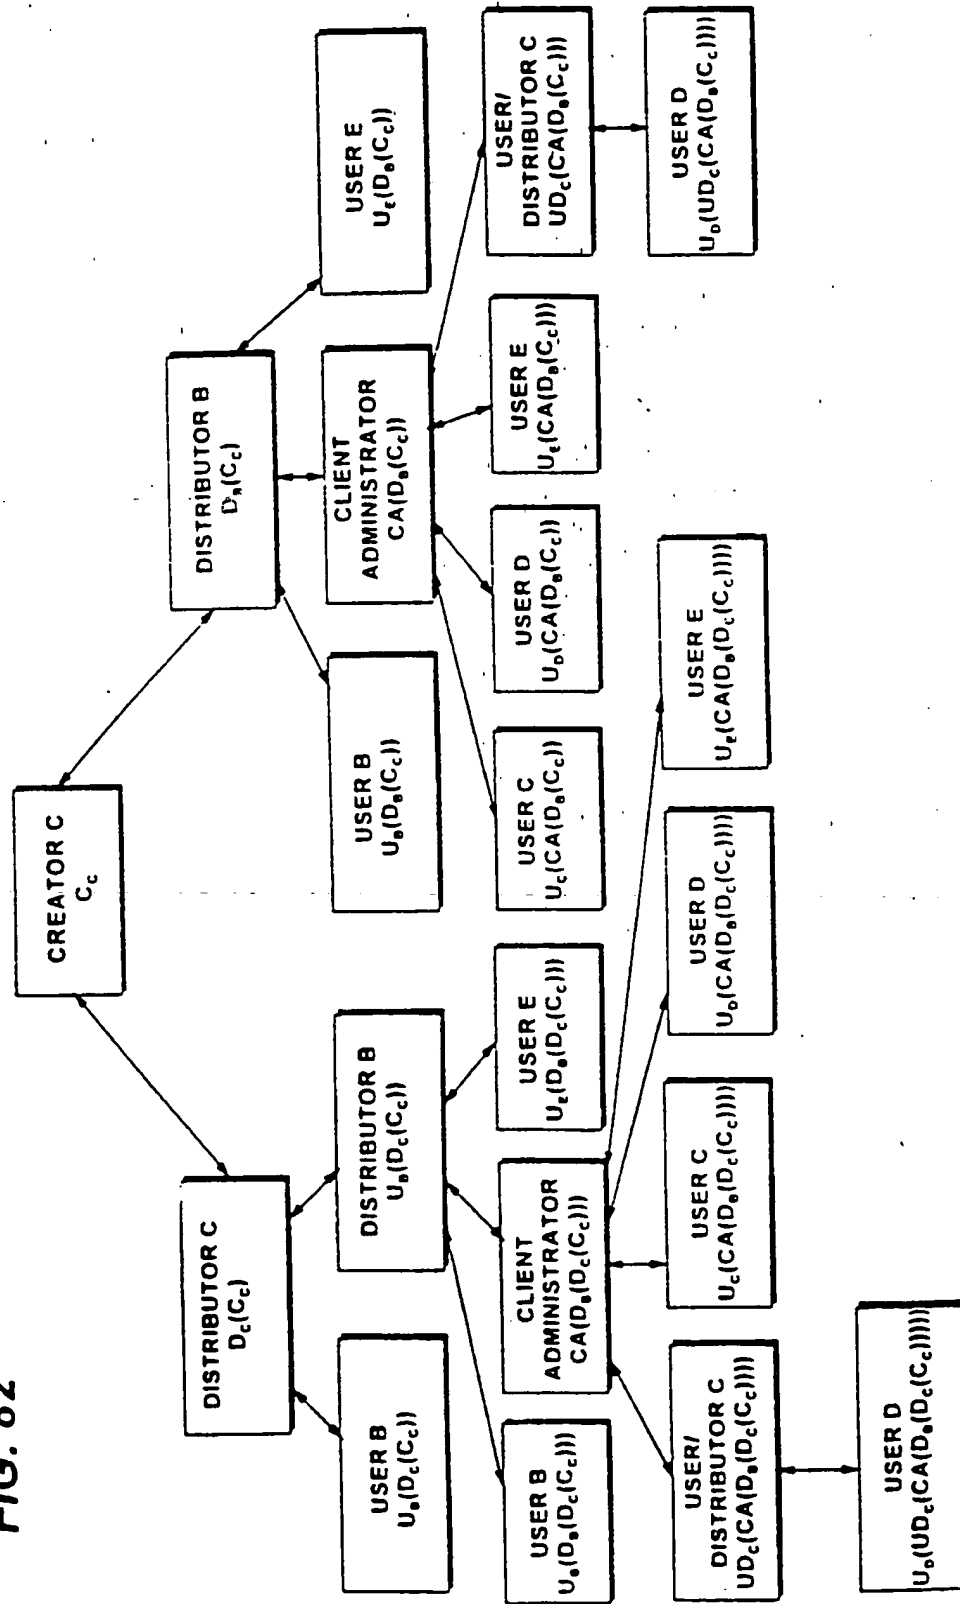 FIG. 82
CREATOR C
C_C
DISTRIBUTOR C
D_C(C_C)
DISTRIBUTOR B
D_B(C_C)
USER B
U_B(D_C(C_C))
DISTRIBUTOR B
U_B(D_C(C_C))
USER B
U_B(D_B(C_C))
CLIENT
ADMINISTRATOR
CA(D_B(C_C))
USER E
U_E(D_B(C_C))
USER B
U_B(D_B(D_C(C_C)))
CLIENT
ADMINISTRATOR
CA(D_B(D_C(C_C)))
USER E
U_E(D_B(D_C(C_C)))
USER C
U_C(CA(D_B(C_C))
USER D
U_D(CA(D_B(C_C)))
USER E
U_E(CA(D_B(C_C)))
USER/
DISTRIBUTOR C
UD_C(CA(D_B(C_C)))
USER/
DISTRIBUTOR C
UD_C(CA(D_B(D_C(C_C))))
USER C
U_C(CA(D_B(D_C(C_C))))
USER D
U_D(CA(D_B(D_C(C_C))))
USER E
U_E(CA(D_B(D_C(C_C))))
USER D
U_D(UD_C(CA(D_B(C_C))))
USER D
U_D(UD_C(CA(D_B(D_C(C_C)))))